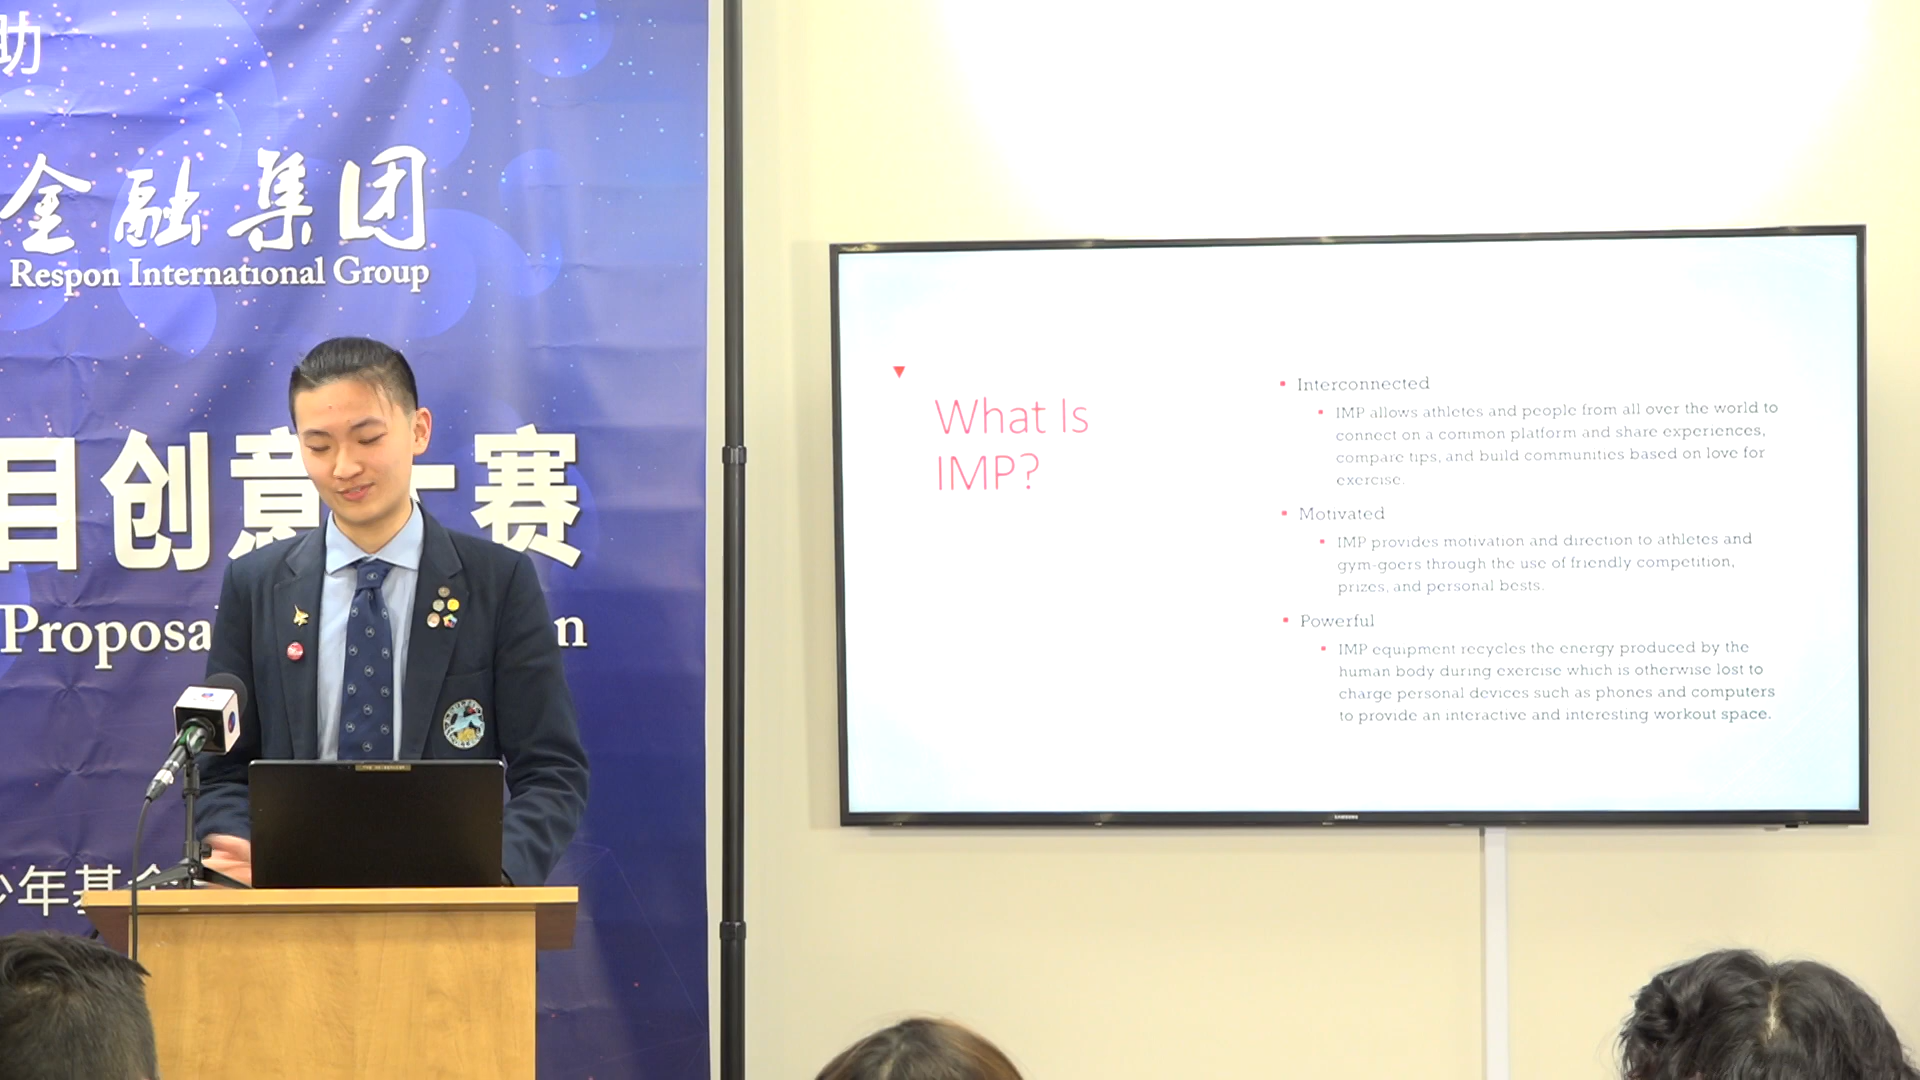 助
金融集团
Respon International Group
目创意大赛
Proposa
n
少年基金
What Is
IMP?
Interconnected
IMP allows athletes and people from all over the world to
connect on a common platform and share experiences,
compare tips, and build communities based on love for
exercise.
Motivated
IMP provides motivation and direction to athletes and
gym-goers through the use of friendly competition,
prizes, and personal bests.
Powerful
IMP equipment recycles the energy produced by the
human body during exercise which is otherwise lost to
charge personal devices such as phones and computers
to provide an interactive and interesting workout space.
SAMSUNG